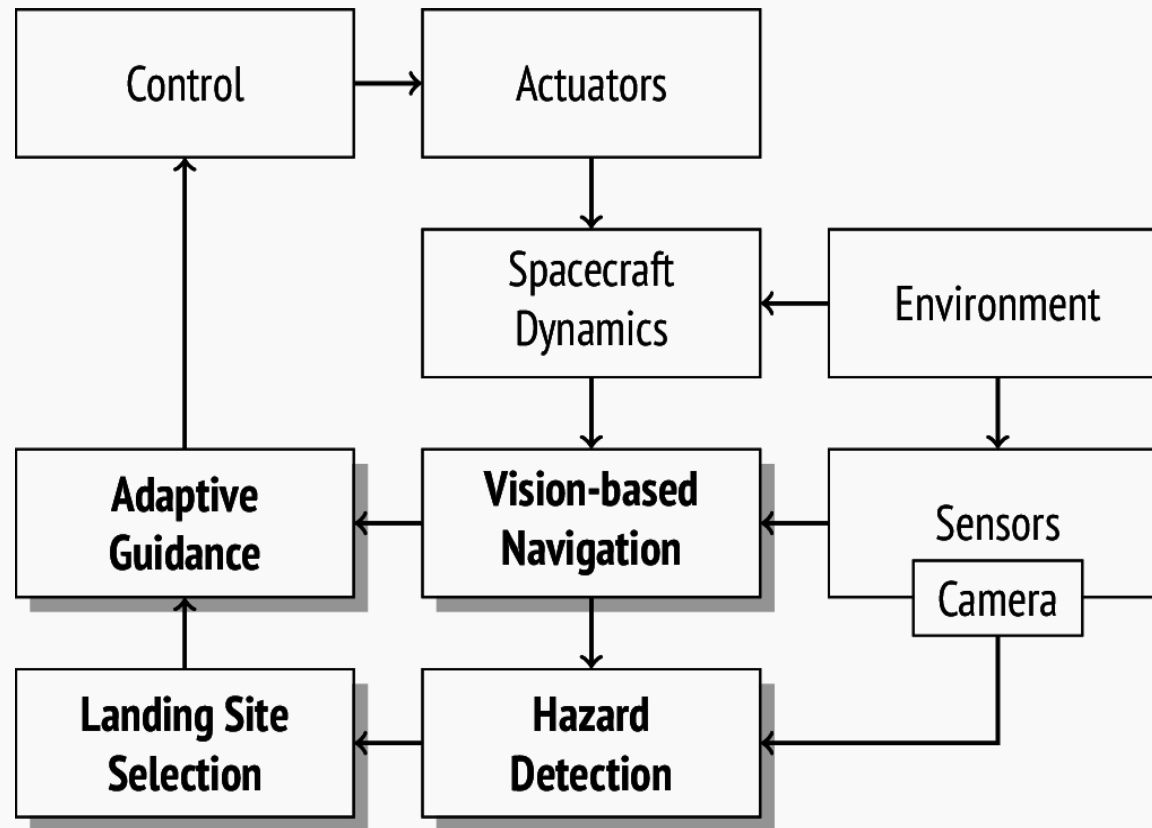 Control
Actuators
Spacecraft
Dynamics
Environment
Adaptive
Guidance
Vision-based
Navigation
Sensors
Camera
Landing Site
Selection
Hazard
Detection